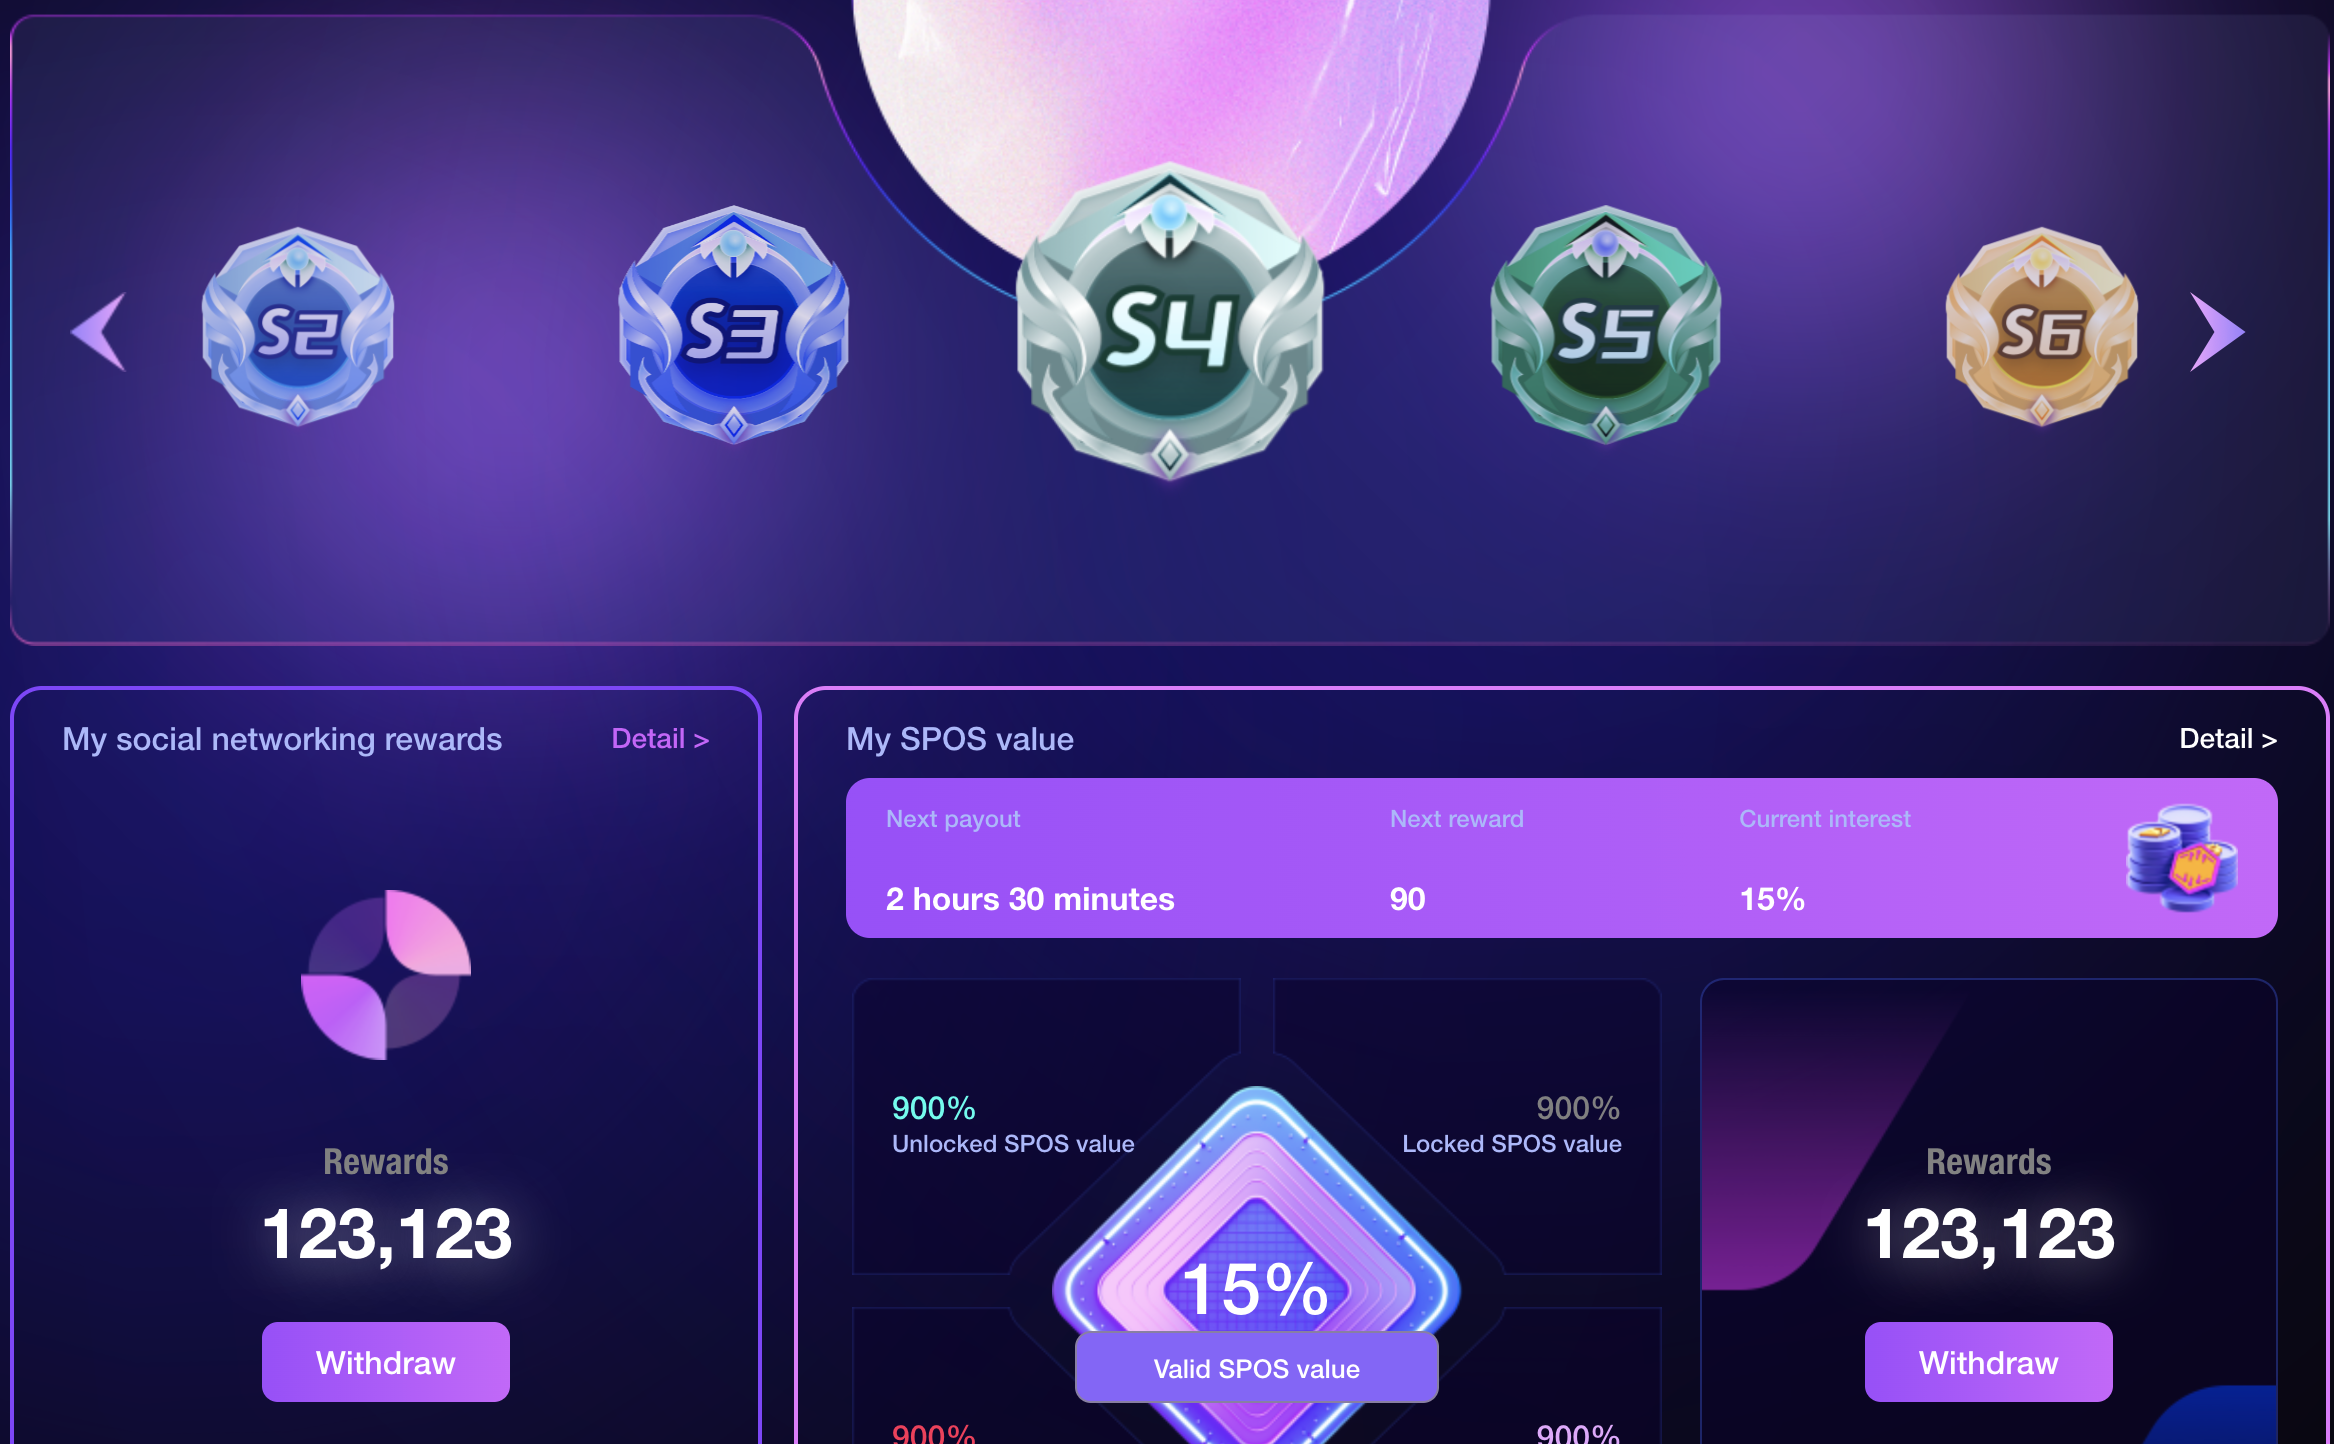 S2
S3
S4
S5
S6
My social networking rewards
Detail >
Rewards
123,123
Withdraw
My SPOS value
Detail >
Next payout
Next reward
Current interest
2 hours 30 minutes
90
15%
900%
Unlocked SPOS value
900%
Locked SPOS value
15%
Valid SPOS value
900%
900%
Rewards
123,123
Withdraw